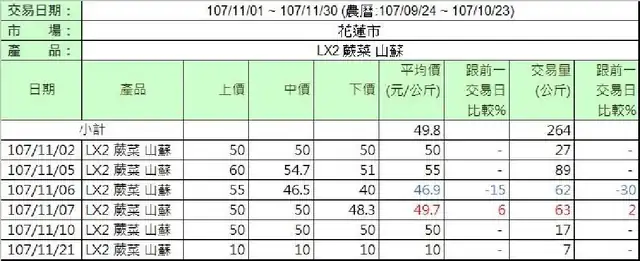 交易日期： 107/11/01 ~ 107/11/30 (農曆:107/09/24 ~ 107/10/23)
市 場： 花蓮市
產 品： LX2 蕨菜 山蘇
日期 產品 上價 中價 下價 平均價 (元/公斤) 跟前一交易日比較% 交易量 (公斤) 跟前一交易日比較%
小計 49.8 264
107/11/02 LX2 蕨菜 山蘇 50 50 50 50 - 27 -
107/11/05 LX2 蕨菜 山蘇 60 54.7 51 55 - 89 -
107/11/06 LX2 蕨菜 山蘇 55 46.5 40 46.9 -15 62 -30
107/11/07 LX2 蕨菜 山蘇 50 50 48.3 49.7 6 63 2
107/11/10 LX2 蕨菜 山蘇 50 50 50 50 - 17 -
107/11/21 LX2 蕨菜 山蘇 10 10 10 10 - 7 -